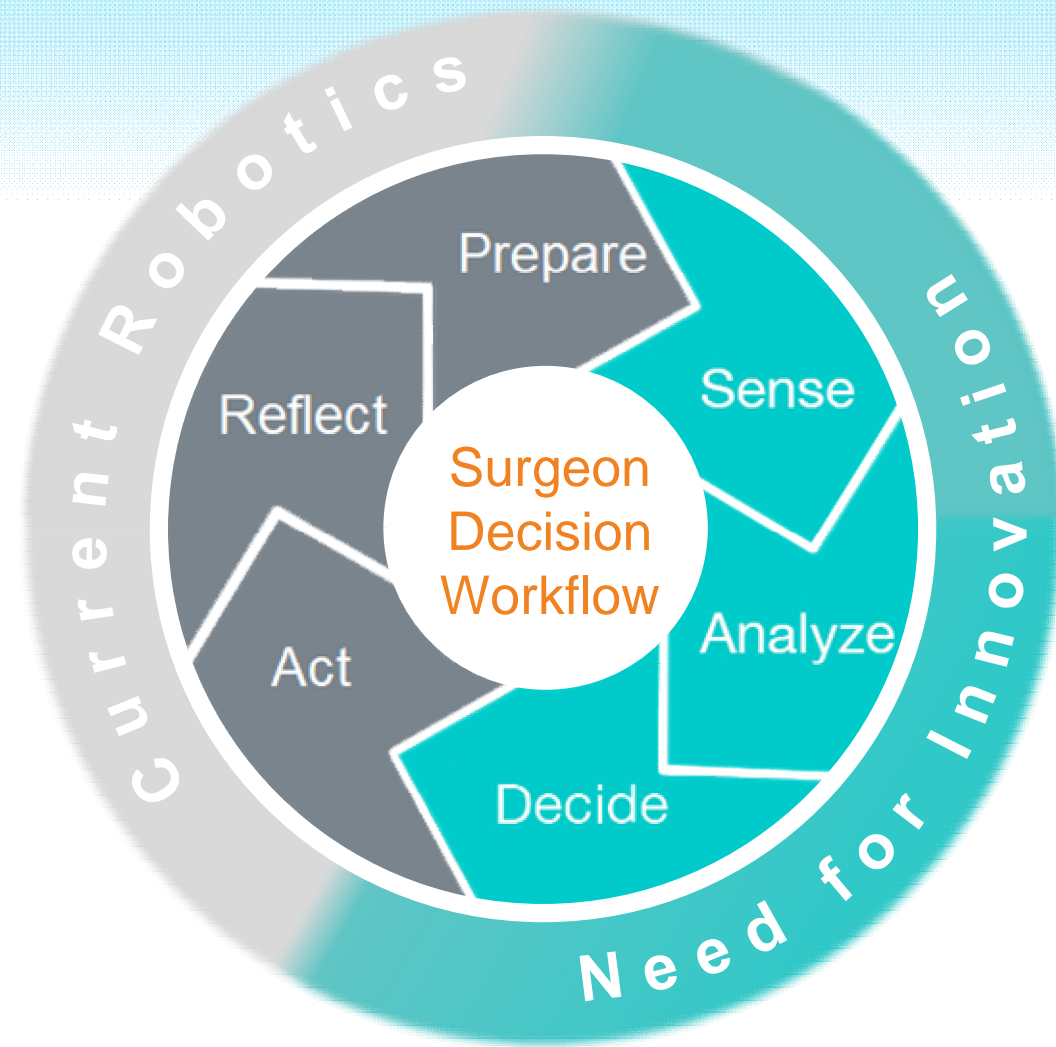 Current Robotics
Need for Innovation
Prepare
Sense
Analyze
Decide
Act
Reflect
Surgeon
Decision
Workflow